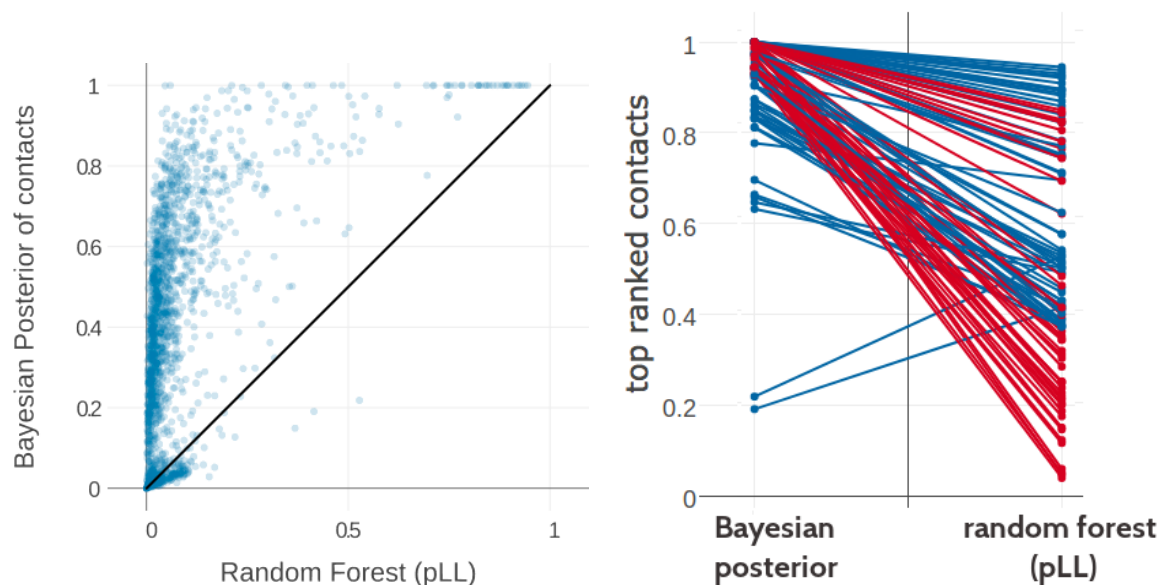 Bayesian Posterior of contacts
1
0.8
0.6
0.4
0.2
0
0
0.5
1
Random Forest (pLL)
top ranked contacts
1
0.8
0.6
0.4
0.2
0
Bayesian
posterior
random forest
(pLL)